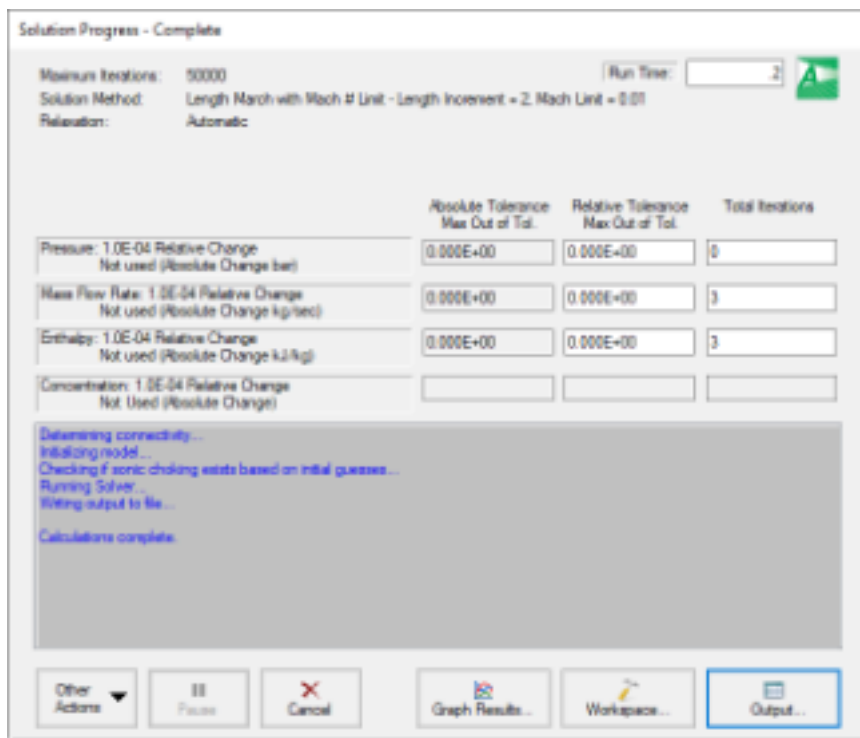 Solution Progress - Complete
Maximum Iterations: 50000
Run Time: .2
Solution Method: Length March with Mach # Limit - Length Increment = 2, Mach Limit = 0.01
Relaxation: Automatic
Absolute Tolerance Relative Tolerance Total Iterations
Max Out of Tol. Max Out of Tol.
Pressure: 1.0E-04 Relative Change 0.000E+00 0.000E+00 0
Not used (Absolute Change bar)
Mass Flow Rate: 1.0E-04 Relative Change 0.000E+00 0.000E+00 3
Not used (Absolute Change kg/sec)
Enthalpy: 1.0E-04 Relative Change 0.000E+00 0.000E+00 3
Not used (Absolute Change kJ/kg)
Concentration: 1.0E-04 Relative Change
Not Used (Absolute Change)
Determining connectivity...
Initializing model...
Checking if sonic choking exists based on initial guesses...
Running Solver...
Writing output to file...
Calculations complete.
Other Actions
Pause
Cancel
Graph Results...
Workspace...
Output...